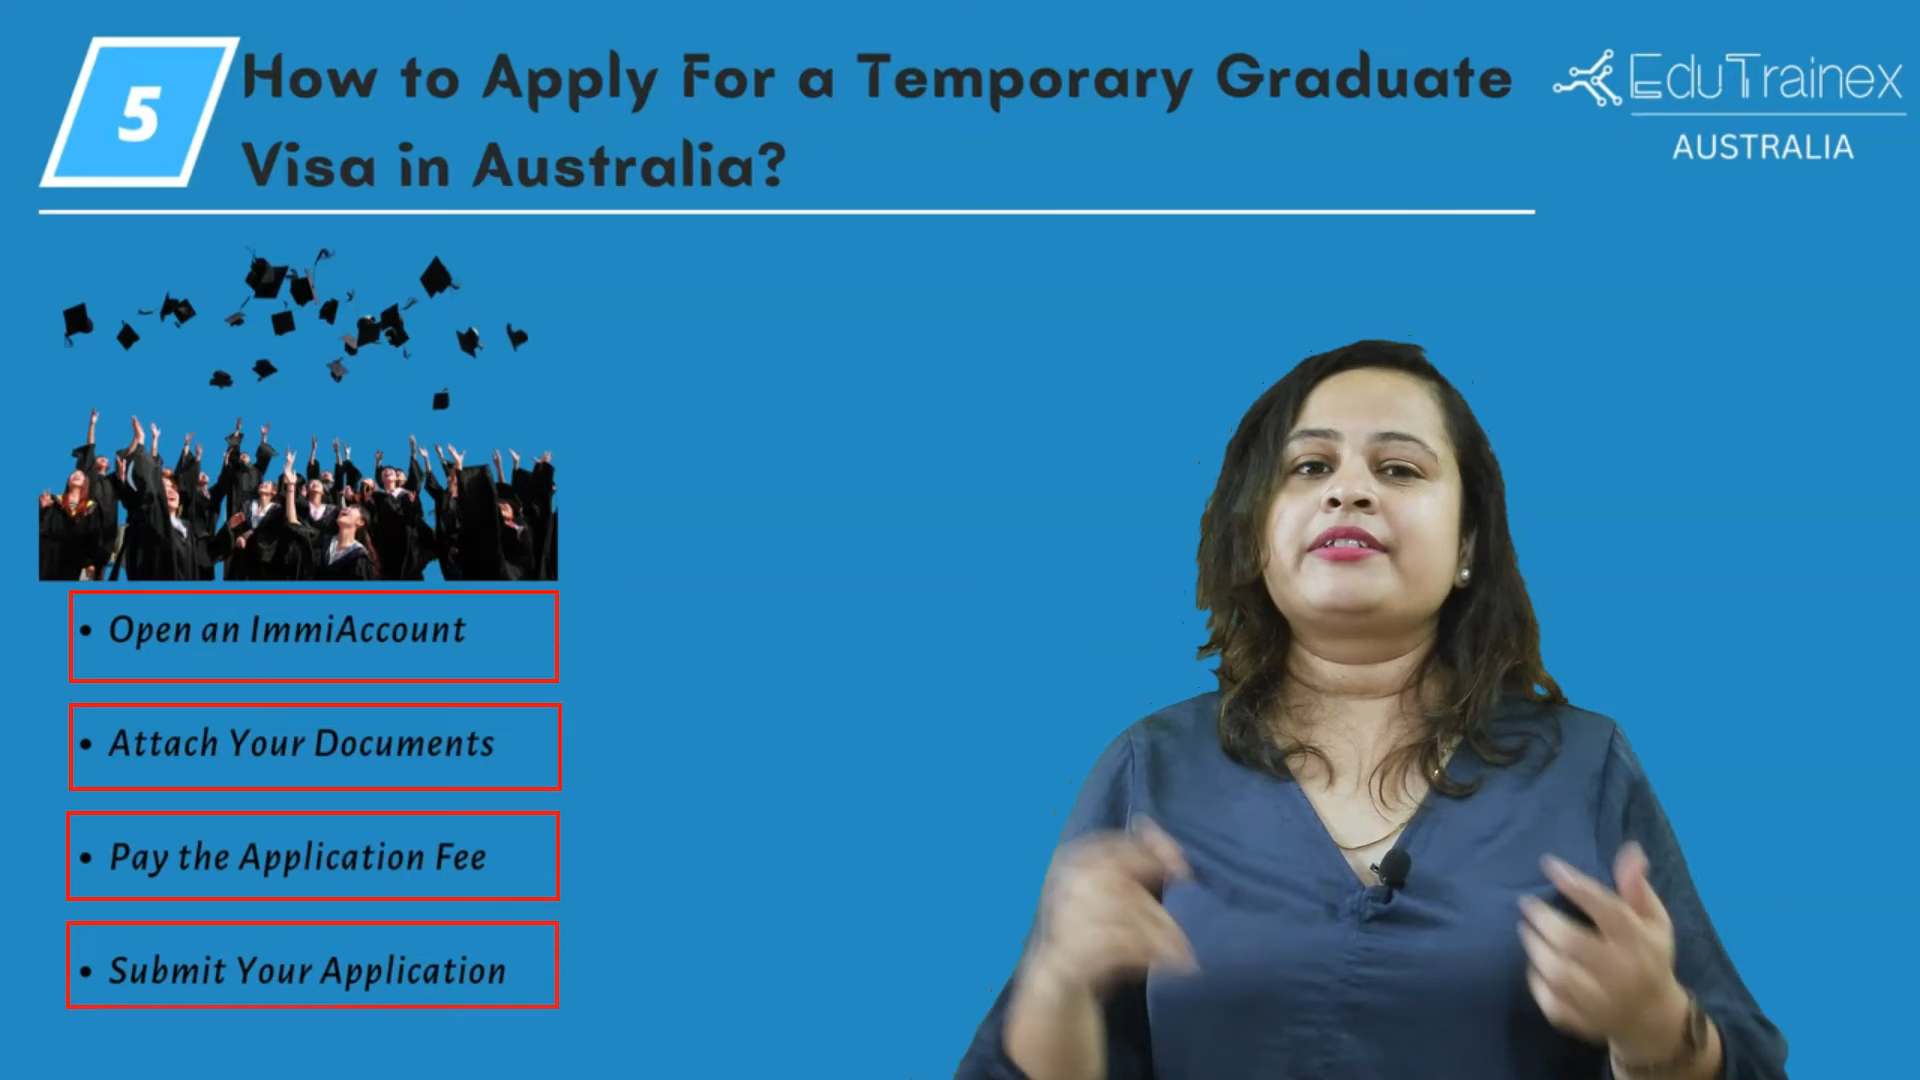 5
How to Apply For a Temporary Graduate
Visa in Australia?
EduTrainex
AUSTRALIA
• Open an ImmiAccount
• Attach Your Documents
• Pay the Application Fee
• Submit Your Application